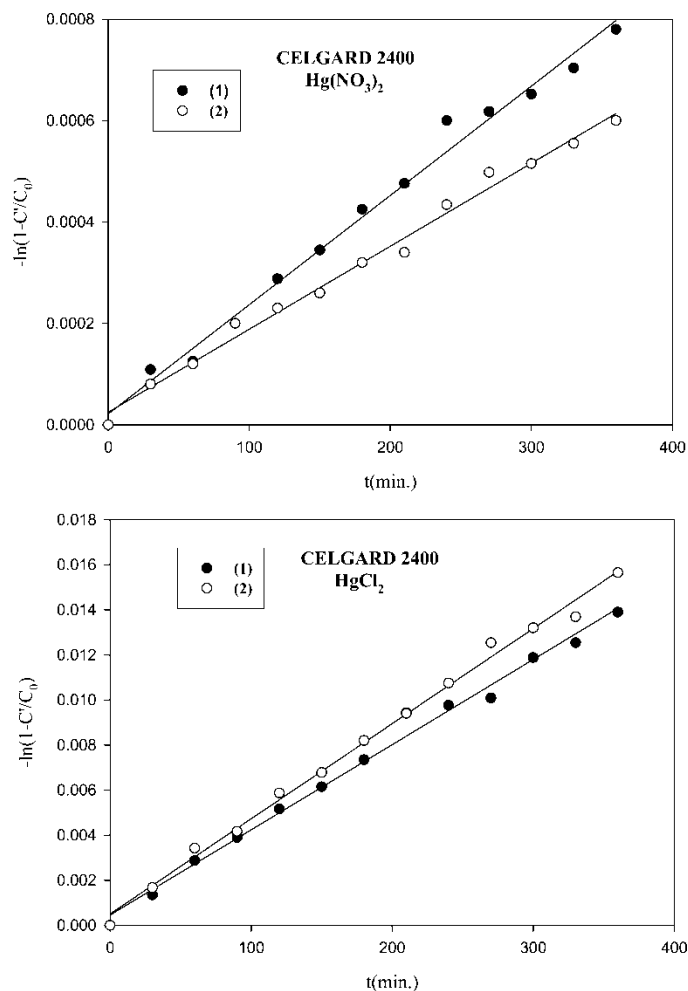 0.0008
CELGARD 2400
Hg(NO₃)₂
(1)
(2)
0.0006
0.0004
0.0002
0.0000
-ln(1-C'/C₀)
0 100 200 300 400
t(min.)
0.018
CELGARD 2400
HgCl₂
(1)
(2)
0.016
0.014
0.012
0.010
0.008
0.006
0.004
0.002
0.000
-ln(1-C'/C₀)
0 100 200 300 400
t(min.)